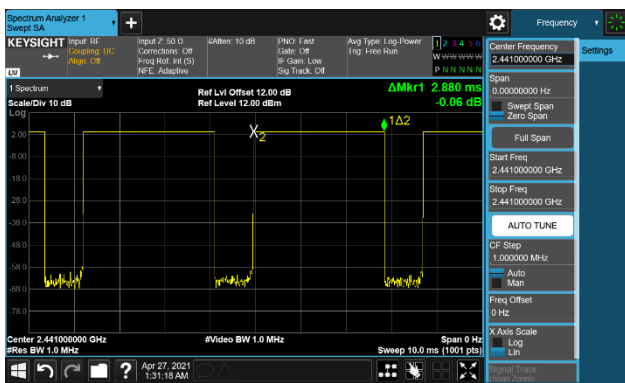 Spectrum Analyzer 1
Swept SA
+
Frequency
KEYSIGHT
Input: RF
Coupling: DC
Align: Off
Input Z: 50 Ω
Corrections: Off
Freq Ref: Int (S)
NFE: Adaptive
#Atten: 10 dB
PNO: Fast
Gate: Off
IF Gain: Low
Sig Track: Off
Avg Type: Log-Power
Trig: Free Run
1 2 3 4 5 6
W W W W W W
P N N N N N
LXI
1 Spectrum
Scale/Div 10 dB
Ref Lvl Offset 12.00 dB
Ref Level 12.00 dBm
ΔMkr1 2.880 ms
-0.06 dB
Log
2.00
-8.00
-18.0
-28.0
-38.0
-48.0
-58.0
-68.0
-78.0
X2
1Δ2
Center 2.441000000 GHz
#Res BW 1.0 MHz
#Video BW 1.0 MHz
Span 0 Hz
Sweep 10.0 ms (1001 pts)
Apr 27, 2021
1:31:18 AM
?
Center Frequency
2.441000000 GHz
Settings
Span
0.00000000 Hz
Swept Span
Zero Span
Full Span
Start Freq
2.441000000 GHz
Stop Freq
2.441000000 GHz
AUTO TUNE
CF Step
1.000000 MHz
Auto
Man
Freq Offset
0 Hz
X Axis Scale
Log
Lin
Signal Track
(Span Zoom)